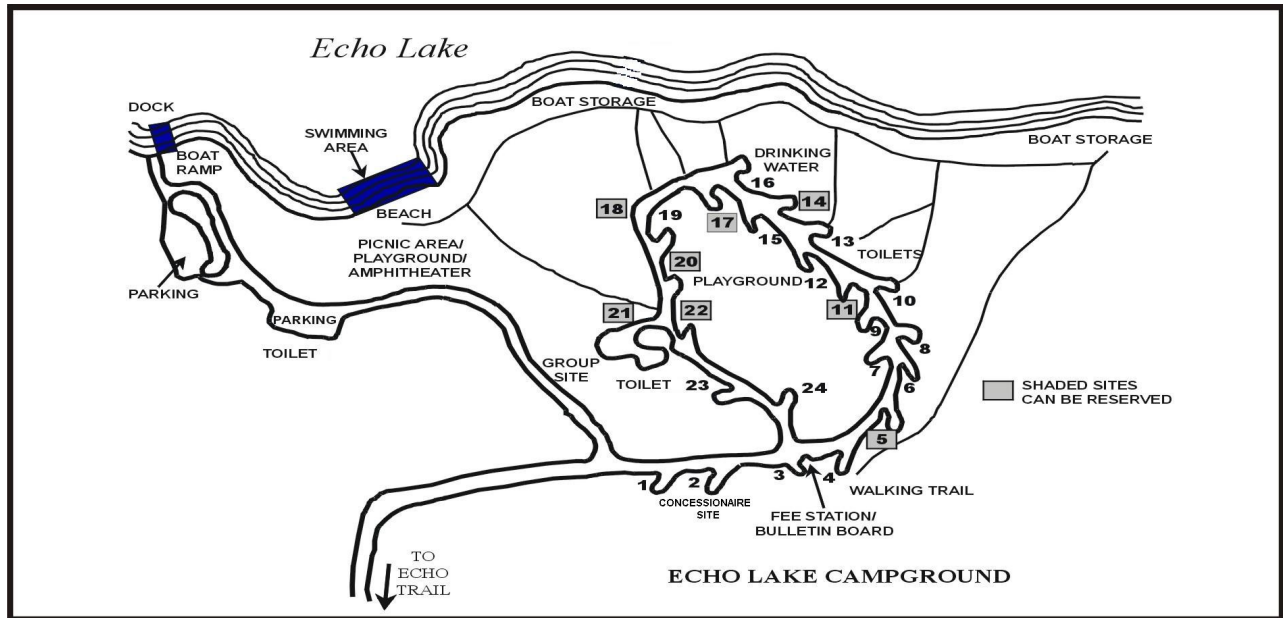 Echo Lake
DOCK
BOAT STORAGE
SWIMMING
AREA
BOAT STORAGE
BOAT
RAMP
DRINKING
WATER
16
14
18
BEACH
19
17
15
13
PICNIC AREA/
PLAYGROUND/
AMPHITHEATER
TOILETS
20
PLAYGROUND
12
PARKING
10
21
22
11
PARKING
9
8
TOILET
GROUP
SITE
TOILET
23
24
7
6
SHADED SITES
CAN BE RESERVED
5
1
2
3
4
WALKING TRAIL
CONCESSIONAIRE
SITE
FEE STATION/
BULLETIN BOARD
TO
ECHO
TRAIL
ECHO LAKE CAMPGROUND